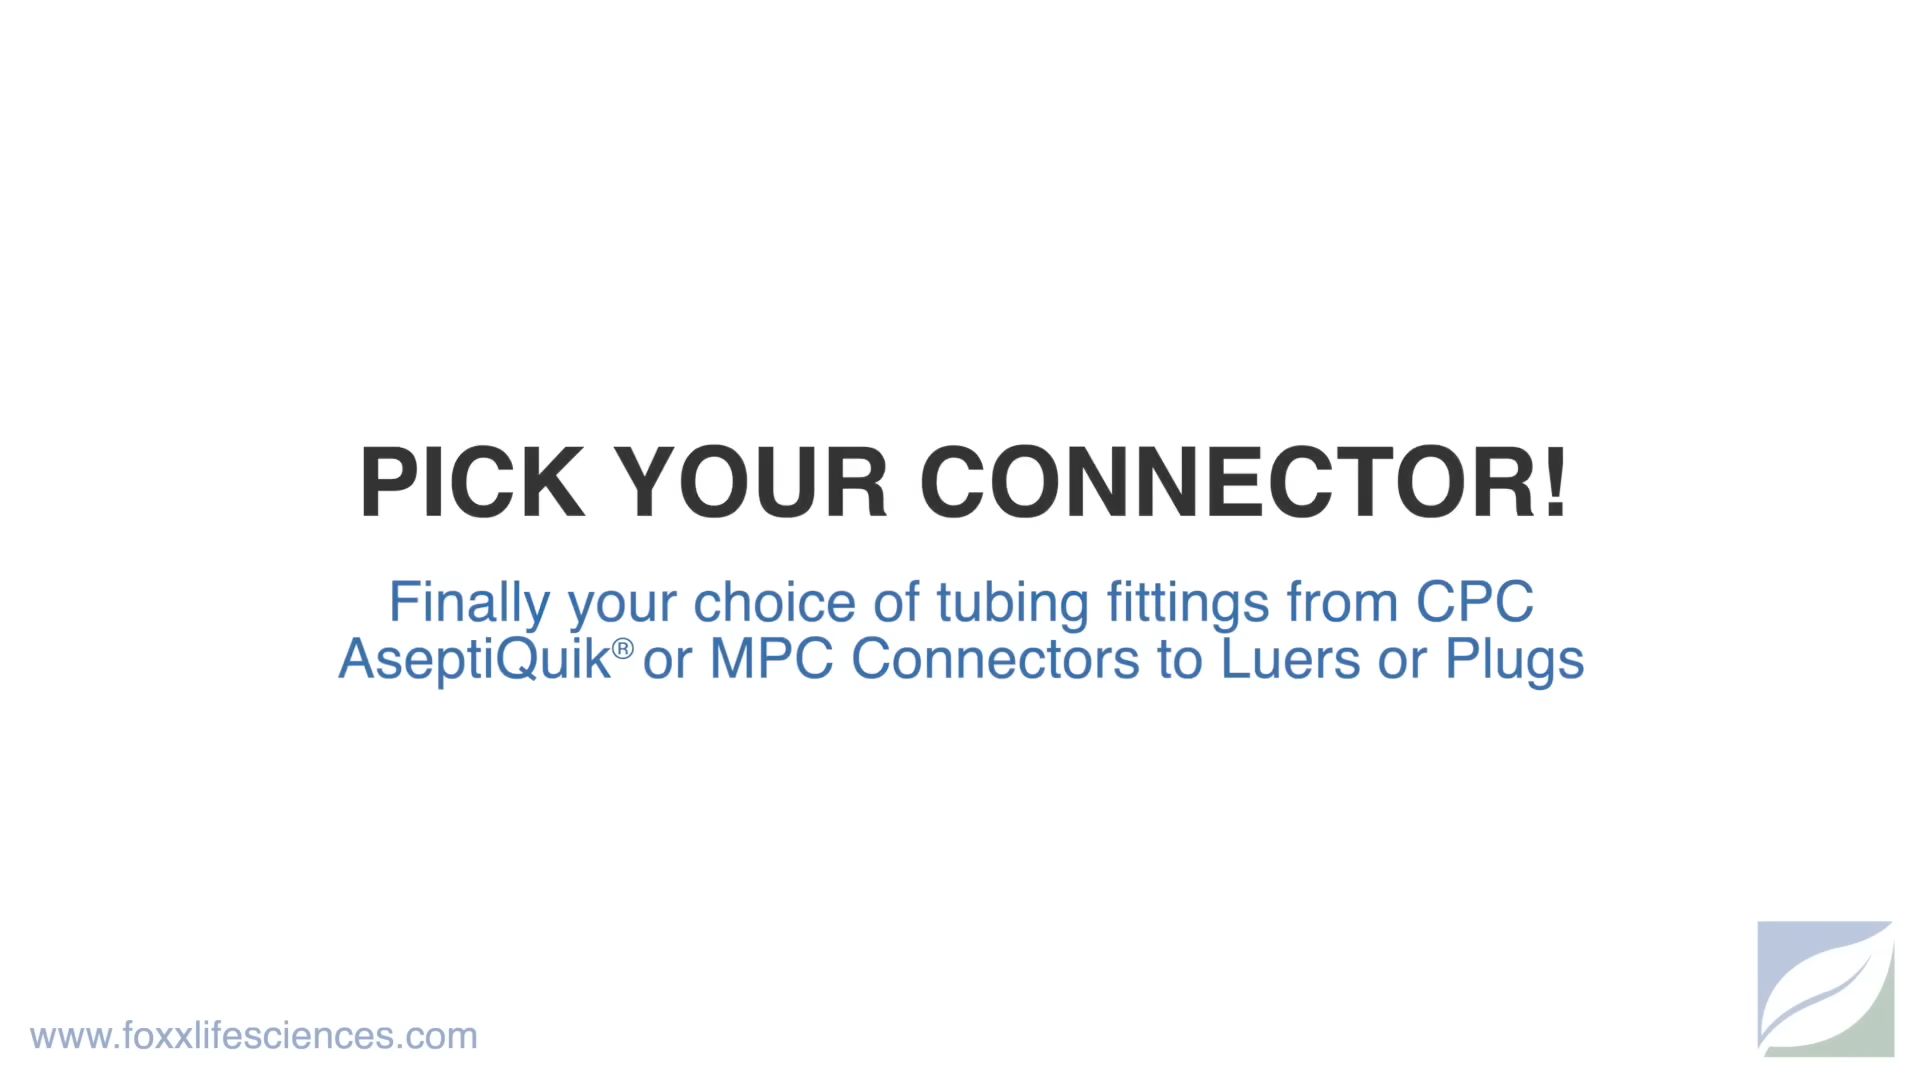 PICK YOUR CONNECTOR!
Finally your choice of tubing fittings from CPC
AseptiQuik® or MPC Connectors to Luers or Plugs
www.foxxlifesciences.com